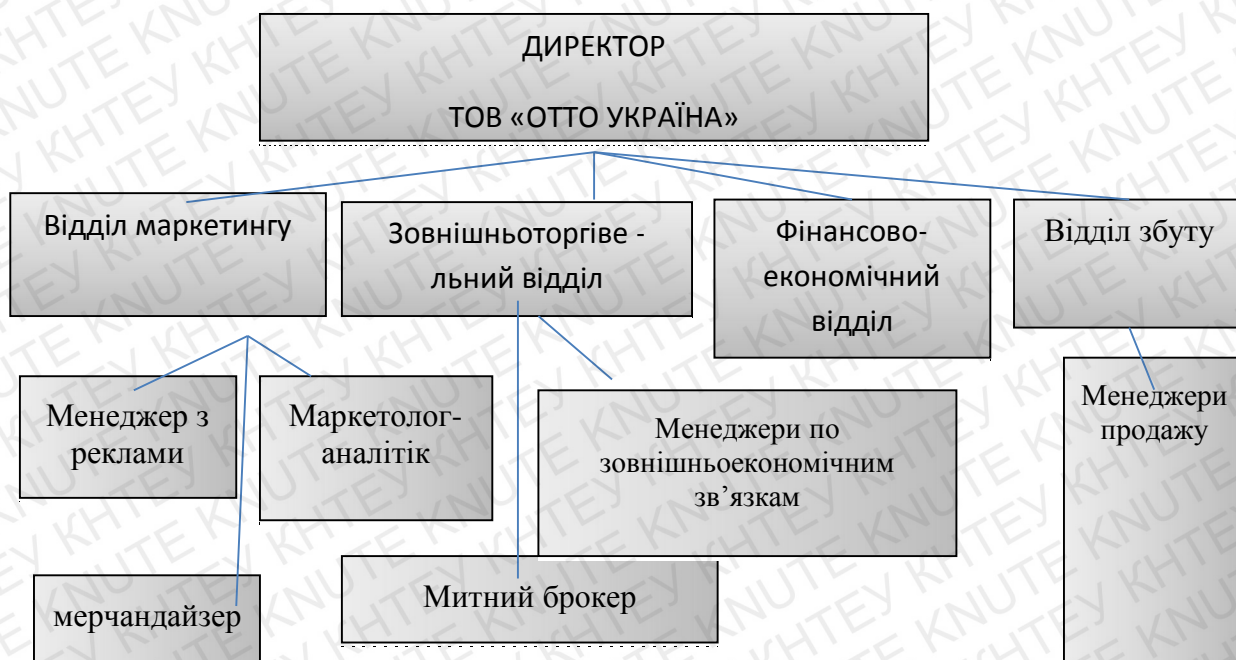 ДИРЕКТОР
ТОВ «ОТТО УКРАЇНА»
Відділ маркетингу
Зовнішньоторгіве -
льний відділ
Фінансово-
економічний
відділ
Відділ збуту
Менеджер з
реклами
Маркетолог-
аналітік
Менеджери по
зовнішньоекономічним
зв’язкам
Менеджери
продажу
мерчандайзер
Митний брокер